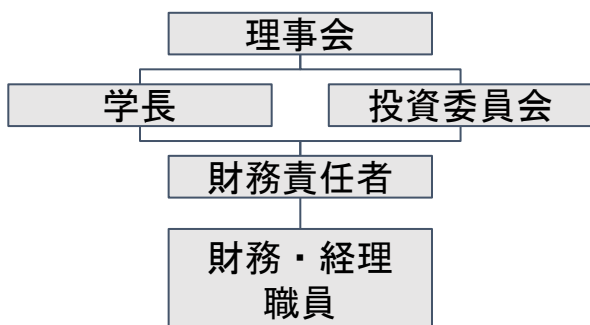 理事会
学長
投資委員会
財務責任者
財務・経理
職員